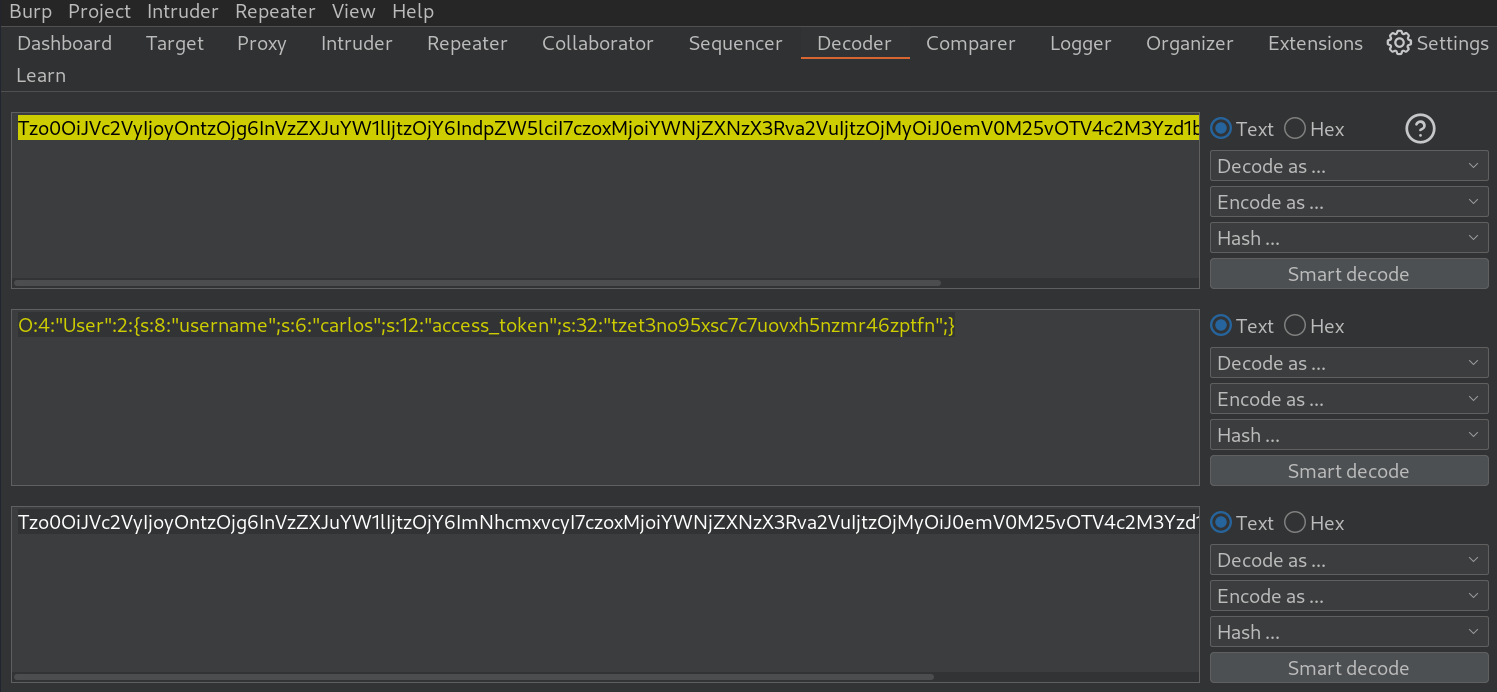 Burp Project Intruder Repeater View Help
Dashboard Target Proxy Intruder Repeater Collaborator Sequencer Decoder Comparer Logger Organizer Extensions Settings
Learn
Tzo0OiJVc2VyIjoyOntzOjg6InVzZXJuYW1lIjtzOjY6IndpZW5lciI7czoxMjoiYWNjZXNzX3Rva2VuIjtzOjMyOiJ0emV0M25vOTV4c2M3Yzd1b
Text Hex ?
Decode as ...
Encode as ...
Hash ...
Smart decode
O:4:"User":2:{s:8:"username";s:6:"carlos";s:12:"access_token";s:32:"tzet3no95xsc7c7uovxh5nzmr46zptfn";}
Text Hex
Decode as ...
Encode as ...
Hash ...
Smart decode
Tzo0OiJVc2VyIjoyOntzOjg6InVzZXJuYW1lIjtzOjY6ImNhcmxvcyI7czoxMjoiYWNjZXNzX3Rva2VuIjtzOjMyOiJ0emV0M25vOTV4c2M3Yzd1
Text Hex
Decode as ...
Encode as ...
Hash ...
Smart decode